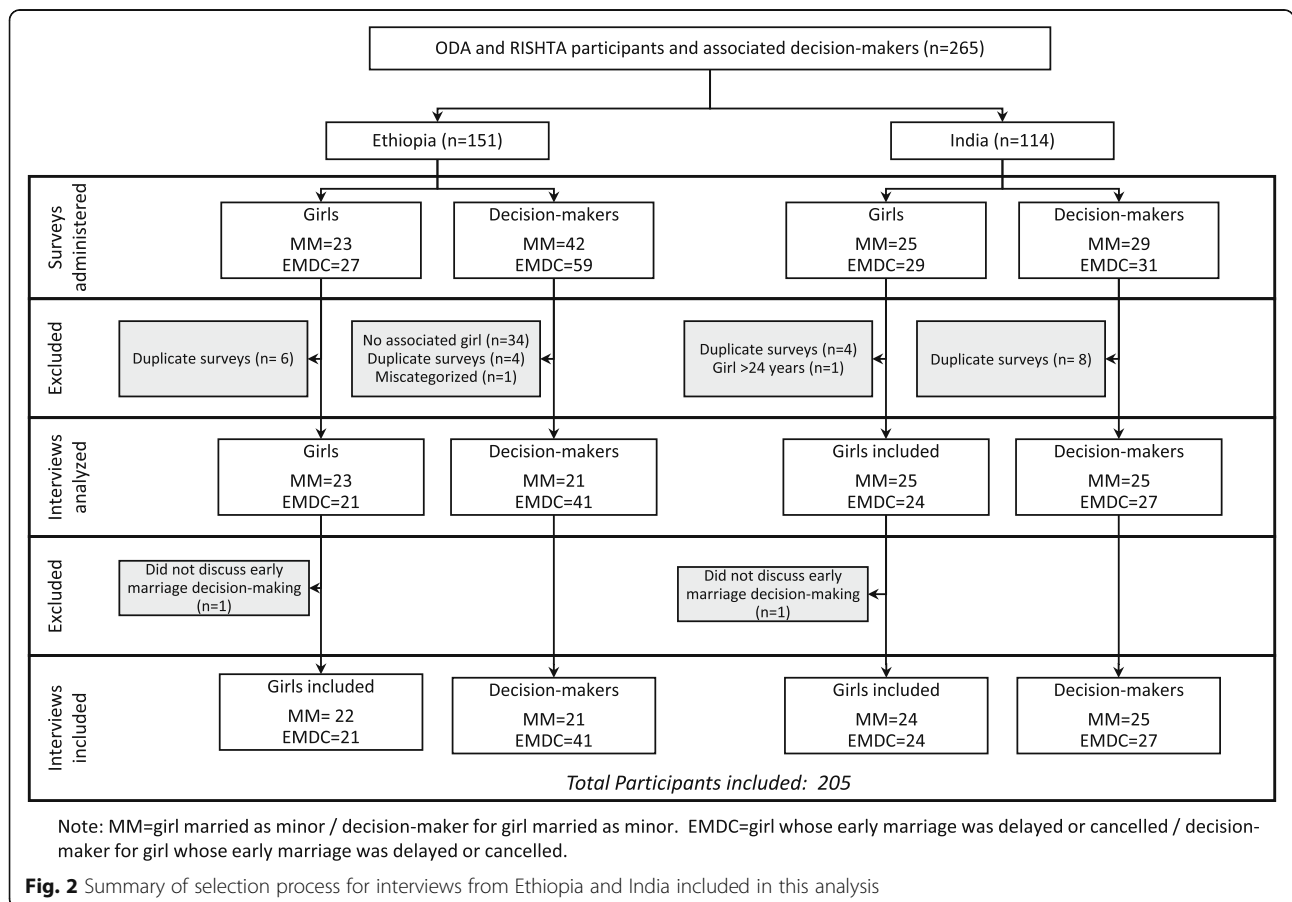 ODA and RISHTA participants and associated decision-makers (n=265)
Ethiopia (n=151)
India (n=114)
Surveys
administered
Girls
MM=23
EMDC=27
Decision-makers
MM=42
EMDC=59
Girls
MM=25
EMDC=29
Decision-makers
MM=29
EMDC=31
Excluded
Duplicate surveys (n= 6)
No associated girl (n=34)
Duplicate surveys (n=4)
Miscategorized (n=1)
Duplicate surveys (n=4)
Girl >24 years (n=1)
Duplicate surveys (n= 8)
Interviews
analyzed
Girls
MM=23
EMDC=21
Decision-makers
MM=21
EMDC=41
Girls included
MM=25
EMDC=24
Decision-makers
MM=25
EMDC=27
Excluded
Did not discuss early
marriage decision-making
(n=1)
Did not discuss early
marriage decision-making
(n=1)
Interviews
included
Girls included
MM= 22
EMDC=21
Decision-makers
MM=21
EMDC=41
Girls included
MM=24
EMDC=24
Decision-makers
MM=25
EMDC=27
Total Participants included: 205
Note: MM=girl married as minor / decision-maker for girl married as minor. EMDC=girl whose early marriage was delayed or cancelled / decision-
maker for girl whose early marriage was delayed or cancelled.
Fig. 2 Summary of selection process for interviews from Ethiopia and India included in this analysis